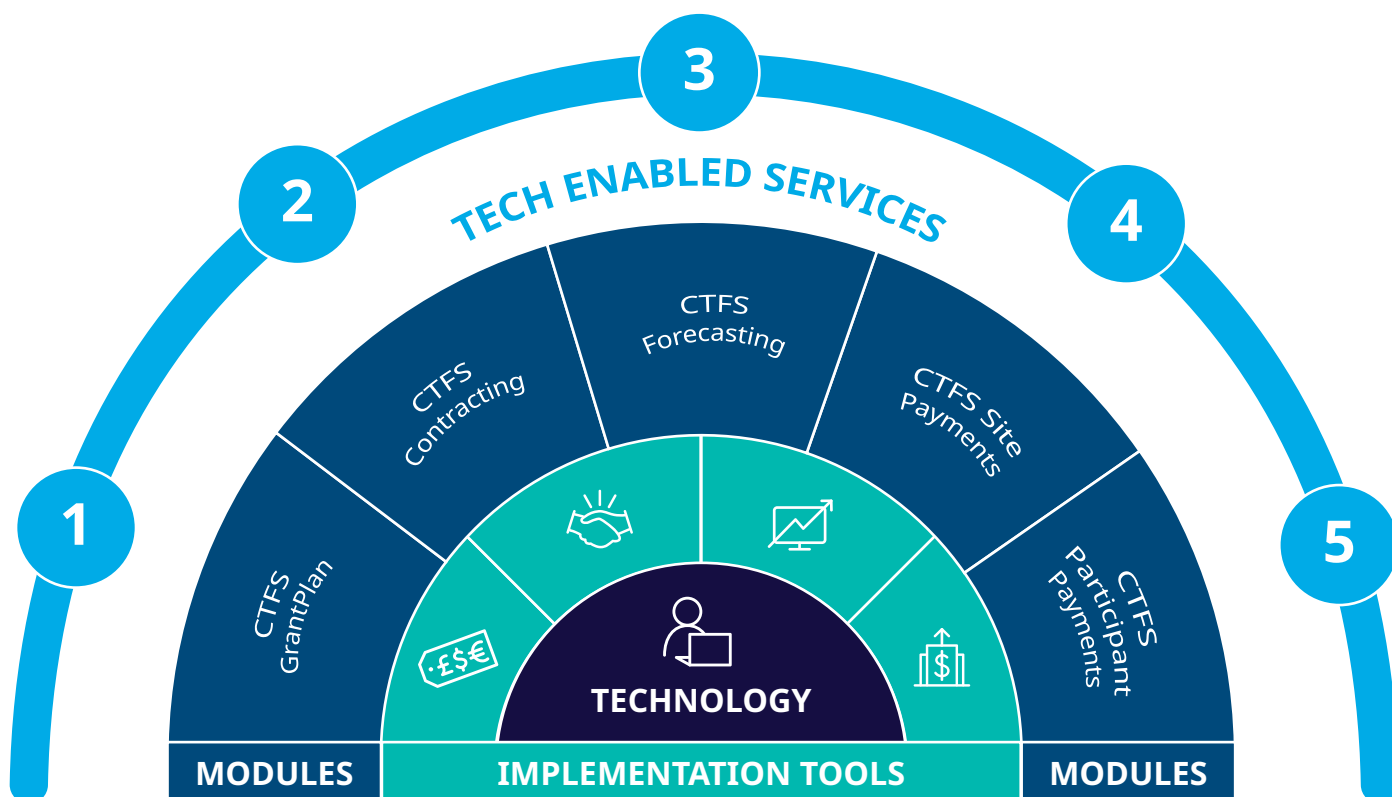 1
2
3
4
5
TECH ENABLED SERVICES
CTFS
GrantPlan
CTFS
Contracting
CTFS
Forecasting
CTFS Site
Payments
CTFS
Participant
Payments
£$€
$
TECHNOLOGY
MODULES
IMPLEMENTATION TOOLS
MODULES